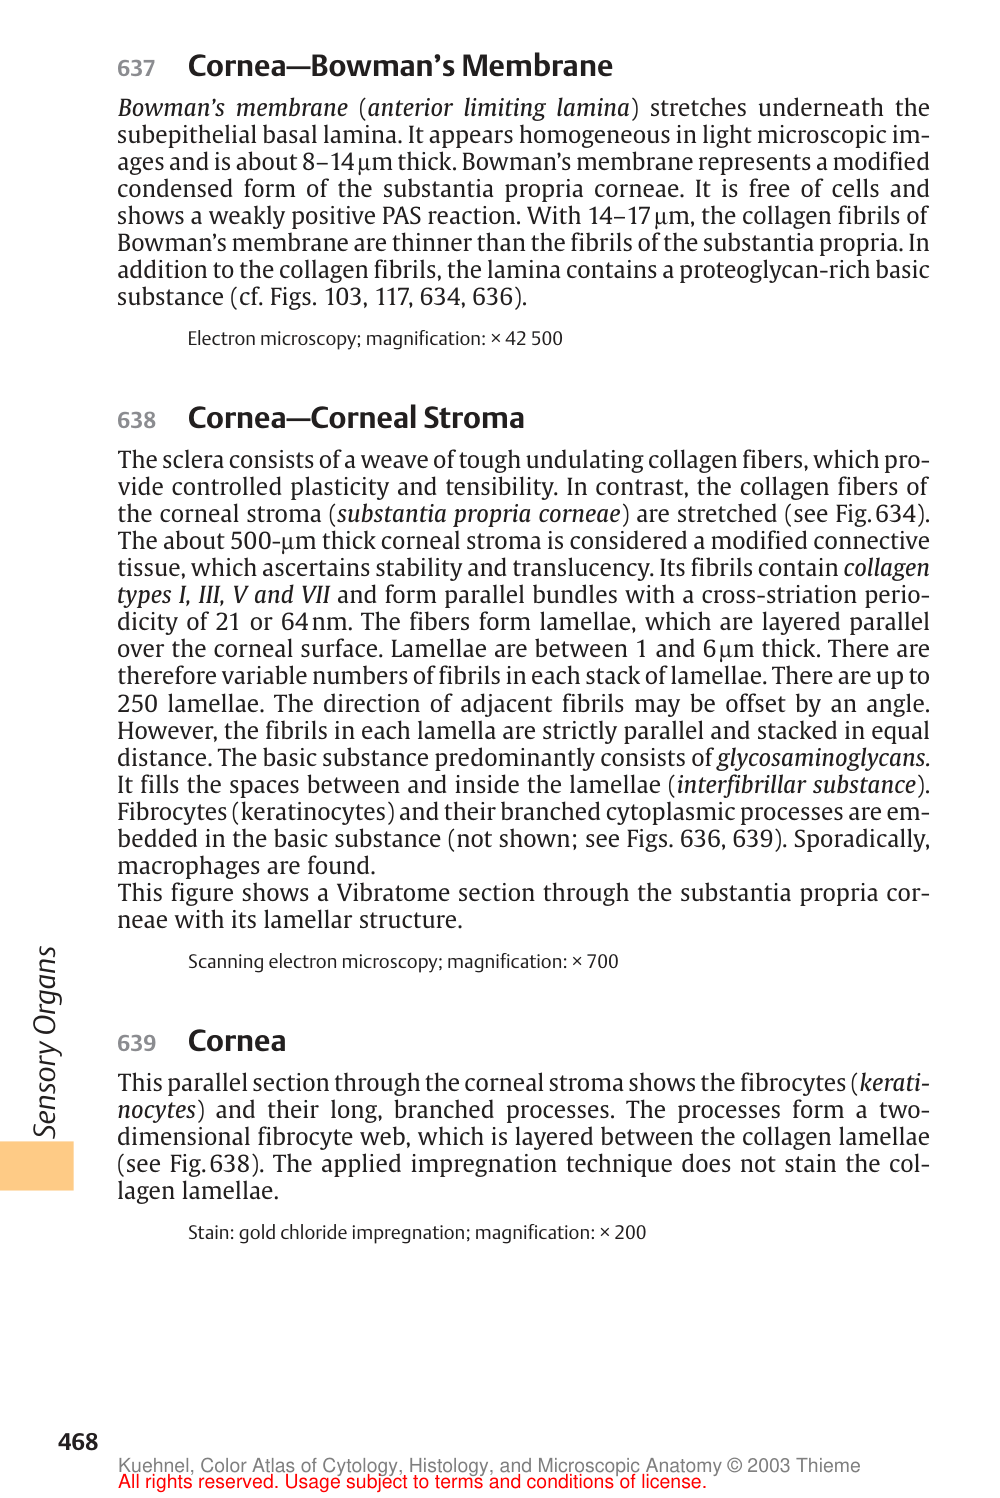 637 Cornea—Bowman’s Membrane
Bowman’s membrane (anterior limiting lamina) stretches underneath the
subepithelial basal lamina. It appears homogeneous in light microscopic im-
ages and is about 8–14 μm thick. Bowman’s membrane represents a modified
condensed form of the substantia propria corneae. It is free of cells and
shows a weakly positive PAS reaction. With 14–17 μm, the collagen fibrils of
Bowman’s membrane are thinner than the fibrils of the substantia propria. In
addition to the collagen fibrils, the lamina contains a proteoglycan-rich basic
substance (cf. Figs. 103, 117, 634, 636).
Electron microscopy; magnification: × 42 500
638 Cornea—Corneal Stroma
The sclera consists of a weave of tough undulating collagen fibers, which pro-
vide controlled plasticity and tensibility. In contrast, the collagen fibers of
the corneal stroma (substantia propria corneae) are stretched (see Fig. 634).
The about 500-μm thick corneal stroma is considered a modified connective
tissue, which ascertains stability and translucency. Its fibrils contain collagen
types I, III, V and VII and form parallel bundles with a cross-striation perio-
dicity of 21 or 64 nm. The fibers form lamellae, which are layered parallel
over the corneal surface. Lamellae are between 1 and 6 μm thick. There are
therefore variable numbers of fibrils in each stack of lamellae. There are up to
250 lamellae. The direction of adjacent fibrils may be offset by an angle.
However, the fibrils in each lamella are strictly parallel and stacked in equal
distance. The basic substance predominantly consists of glycosaminoglycans.
It fills the spaces between and inside the lamellae (interfibrillar substance).
Fibrocytes (keratinocytes) and their branched cytoplasmic processes are em-
bedded in the basic substance (not shown; see Figs. 636, 639). Sporadically,
macrophages are found.
This figure shows a Vibratome section through the substantia propria cor-
neae with its lamellar structure.
Scanning electron microscopy; magnification: × 700
639 Cornea
This parallel section through the corneal stroma shows the fibrocytes (kerati-
nocytes) and their long, branched processes. The processes form a two-
dimensional fibrocyte web, which is layered between the collagen lamellae
(see Fig. 638). The applied impregnation technique does not stain the col-
lagen lamellae.
Stain: gold chloride impregnation; magnification: × 200
Sensory Organs
468
Kuehnel, Color Atlas of Cytology, Histology, and Microscopic Anatomy © 2003 Thieme
All rights reserved. Usage subject to terms and conditions of license.